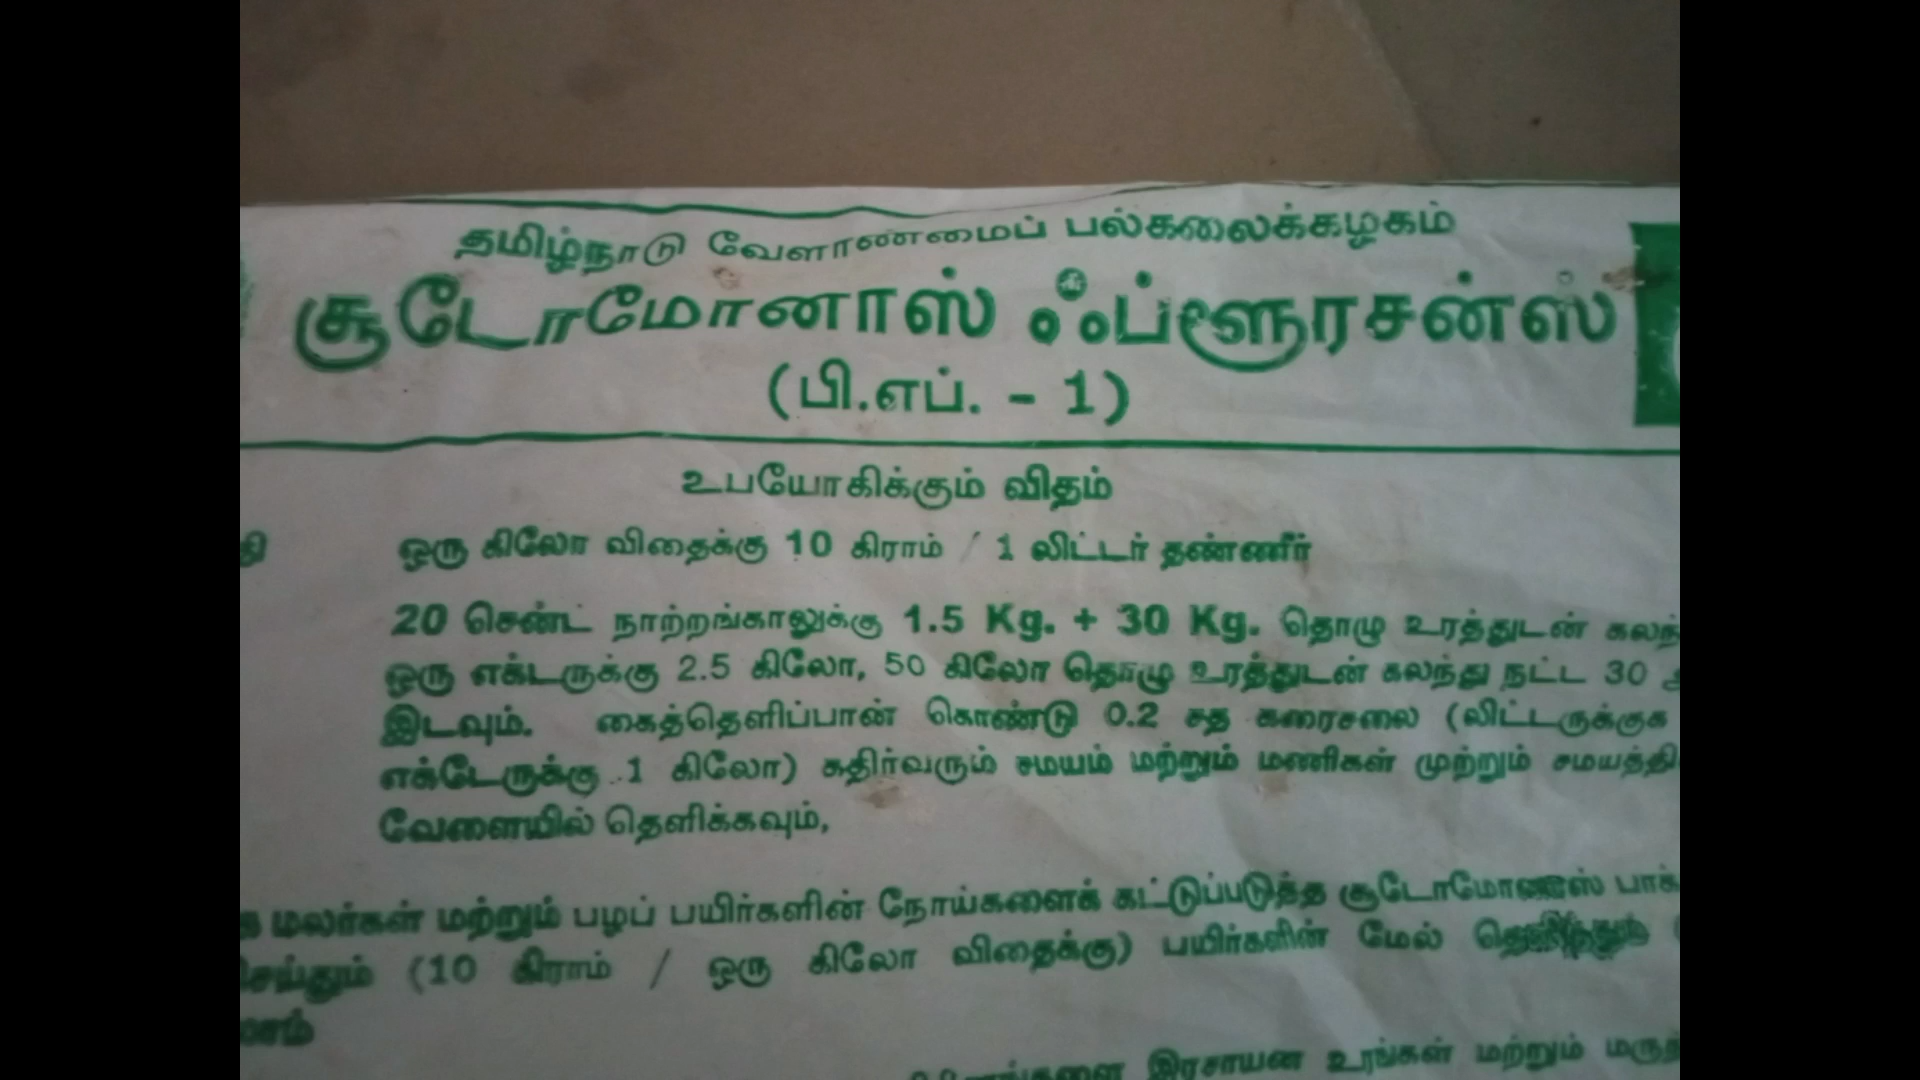 தமிழ்நாடு வேளாண்மைப் பல்கலைக்கழகம்
சூடோமோனாஸ் ஃப்ளூரசன்ஸ்
(பி.எப். - 1)
உபயோகிக்கும் விதம்
ஒரு கிலோ விதைக்கு 10 கிராம் / 1 லிட்டர் தண்ணீர்
20 செண்ட் நாற்றங்காலுக்கு 1.5 Kg. + 30 Kg. தொழு உரத்துடன்
ஒரு எக்டருக்கு 2.5 கிலோ, 50 கிலோ தொழு உரத்துடன் கலந்து நட்ட 30
இடவும். கைத்தெளிப்பான் கொண்டு 0.2 சத கரைசலை (லிட்டருக்குக
எக்டேருக்கு 1 கிலோ) கதிர்வரும் சமயம் மற்றும் மணிகள் முற்றும்
வேளையில் தெளிக்கவும்,
மலர்கள் மற்றும் பழப் பயிர்களின் நோய்களைக் கட்டுப்படுத்த சூடோமோனஸ்
(10 கிராம் / ஒரு கிலோ விதைக்கு) பயிர்களின் மேல்
இரசாயன உரங்கள் மற்றும்